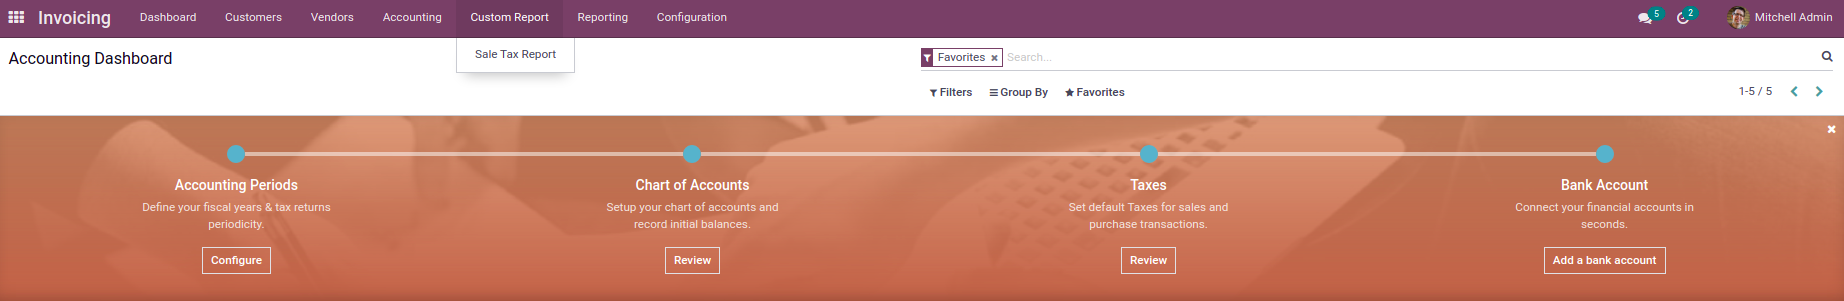 Invoicing Dashboard Customers Vendors Accounting Custom Report Reporting Configuration 5 2 Mitchell Admin
Sale Tax Report
Accounting Dashboard
Favorites × Search...
Filters Group By Favorites 1-5 / 5
Accounting Periods
Define your fiscal years & tax returns
periodicity.
Configure
Chart of Accounts
Setup your chart of accounts and
record initial balances.
Review
Taxes
Set default Taxes for sales and
purchase transactions.
Review
Bank Account
Connect your financial accounts in
seconds.
Add a bank account